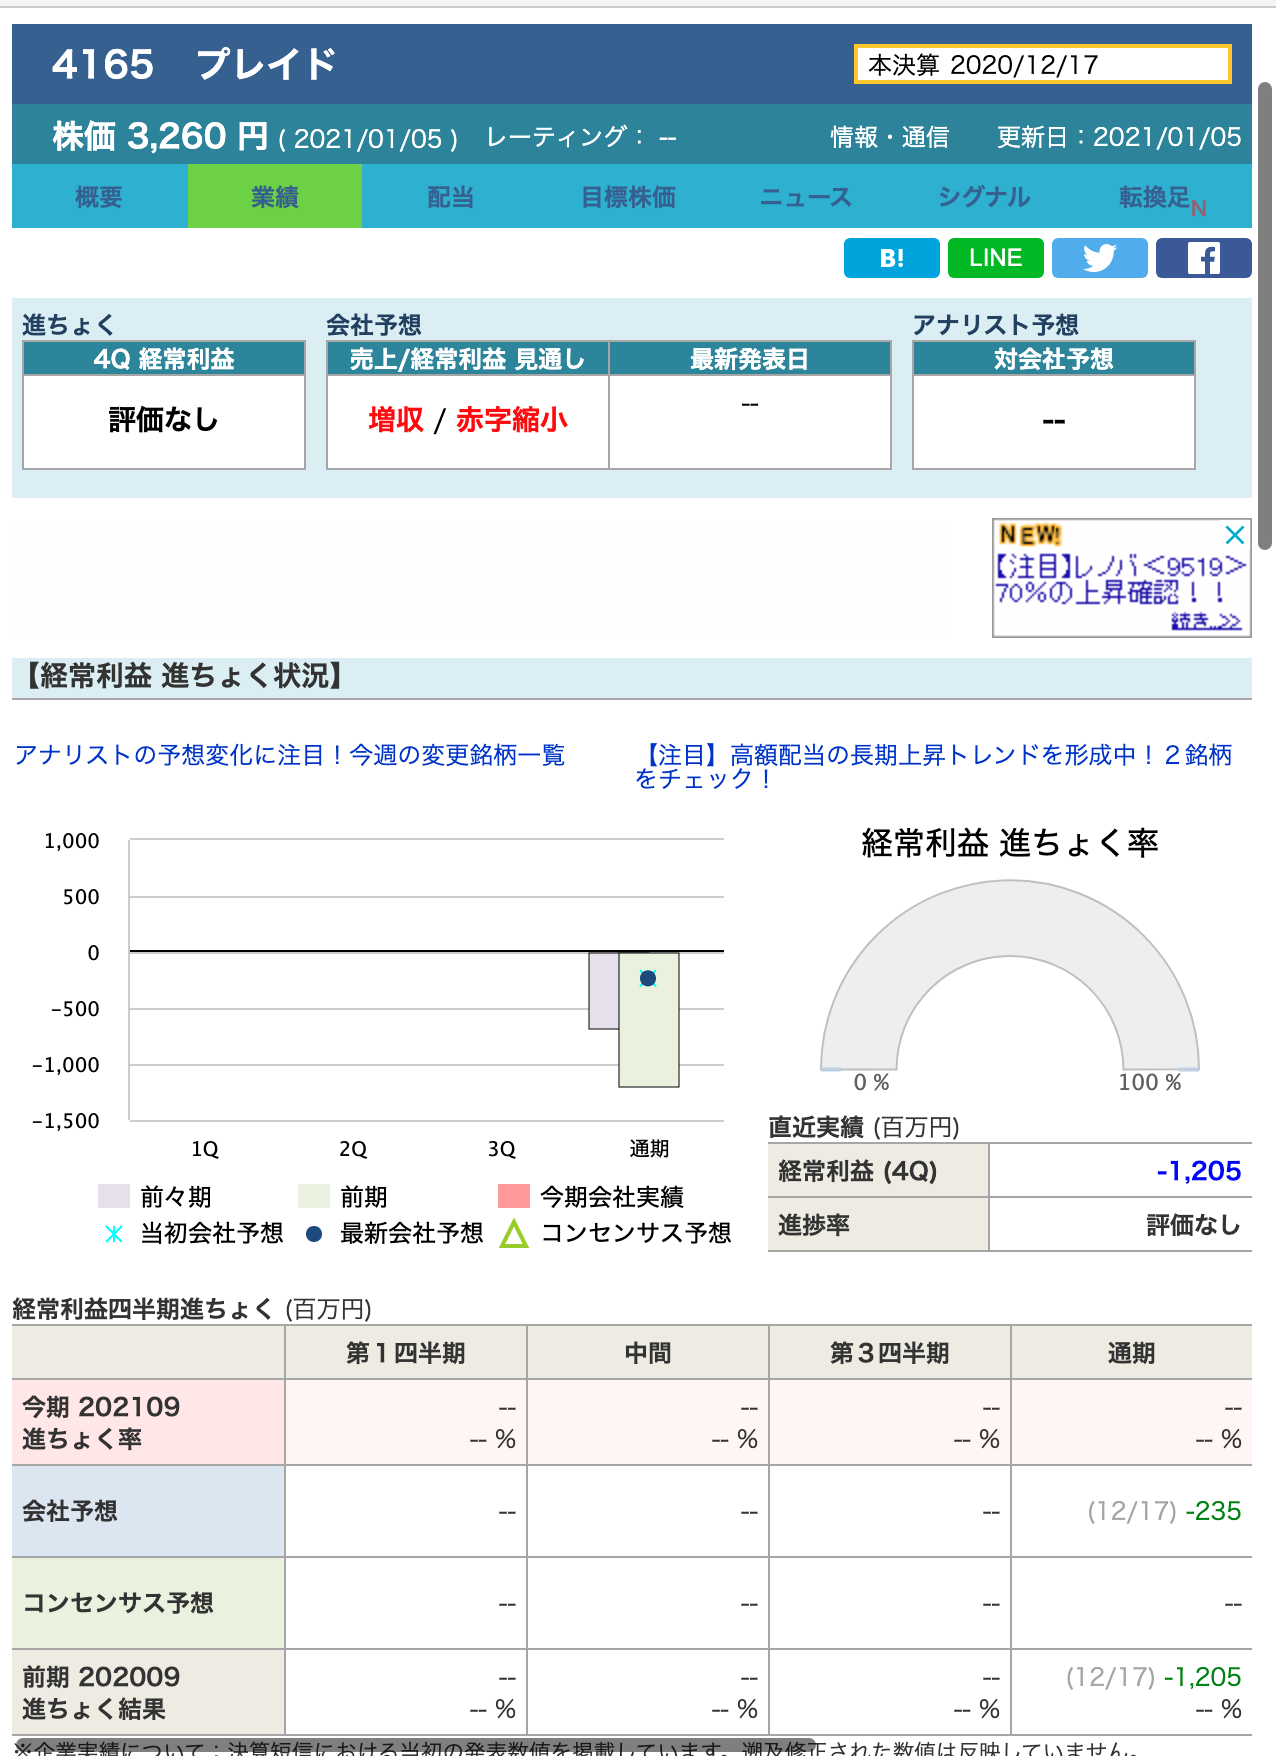 4165　プレイド
本決算 2020/12/17
株価 3,260 円 ( 2021/01/05 )　レーティング： --
情報・通信　更新日：2021/01/05
概要　業績　配当　目標株価　ニュース　シグナル　転換足N
B!　LINE
進ちょく　会社予想　アナリスト予想
4Q 経常利益　売上/経常利益 見通し　最新発表日　対会社予想
評価なし　増収 / 赤字縮小　--　--
NEW!
【注目】レノバ<9519>
70%の上昇確認！！
続き..>>
【経常利益 進ちょく状況】
アナリストの予想変化に注目！今週の変更銘柄一覧
【注目】高額配当の長期上昇トレンドを形成中！２銘柄
をチェック！
1,000
500
0
−500
−1,000
−1,500
1Q　2Q　3Q　通期
前々期　前期　今期会社実績
当初会社予想　最新会社予想　コンセンサス予想
経常利益 進ちょく率
0 %　100 %
直近実績 (百万円)
経常利益 (4Q)　-1,205
進捗率　評価なし
経常利益四半期進ちょく (百万円)
第１四半期　中間　第３四半期　通期
今期 202109　--　--　--　--
進ちょく率　-- %　-- %　-- %　-- %
会社予想　--　--　--　(12/17) -235
コンセンサス予想　--　--　--　--
前期 202009　--　--　--　(12/17) -1,205
進ちょく結果　-- %　-- %　-- %　-- %
※企業実績について：決算短信における当初の発表数値を掲載しています。遡及修正された数値は反映していません。